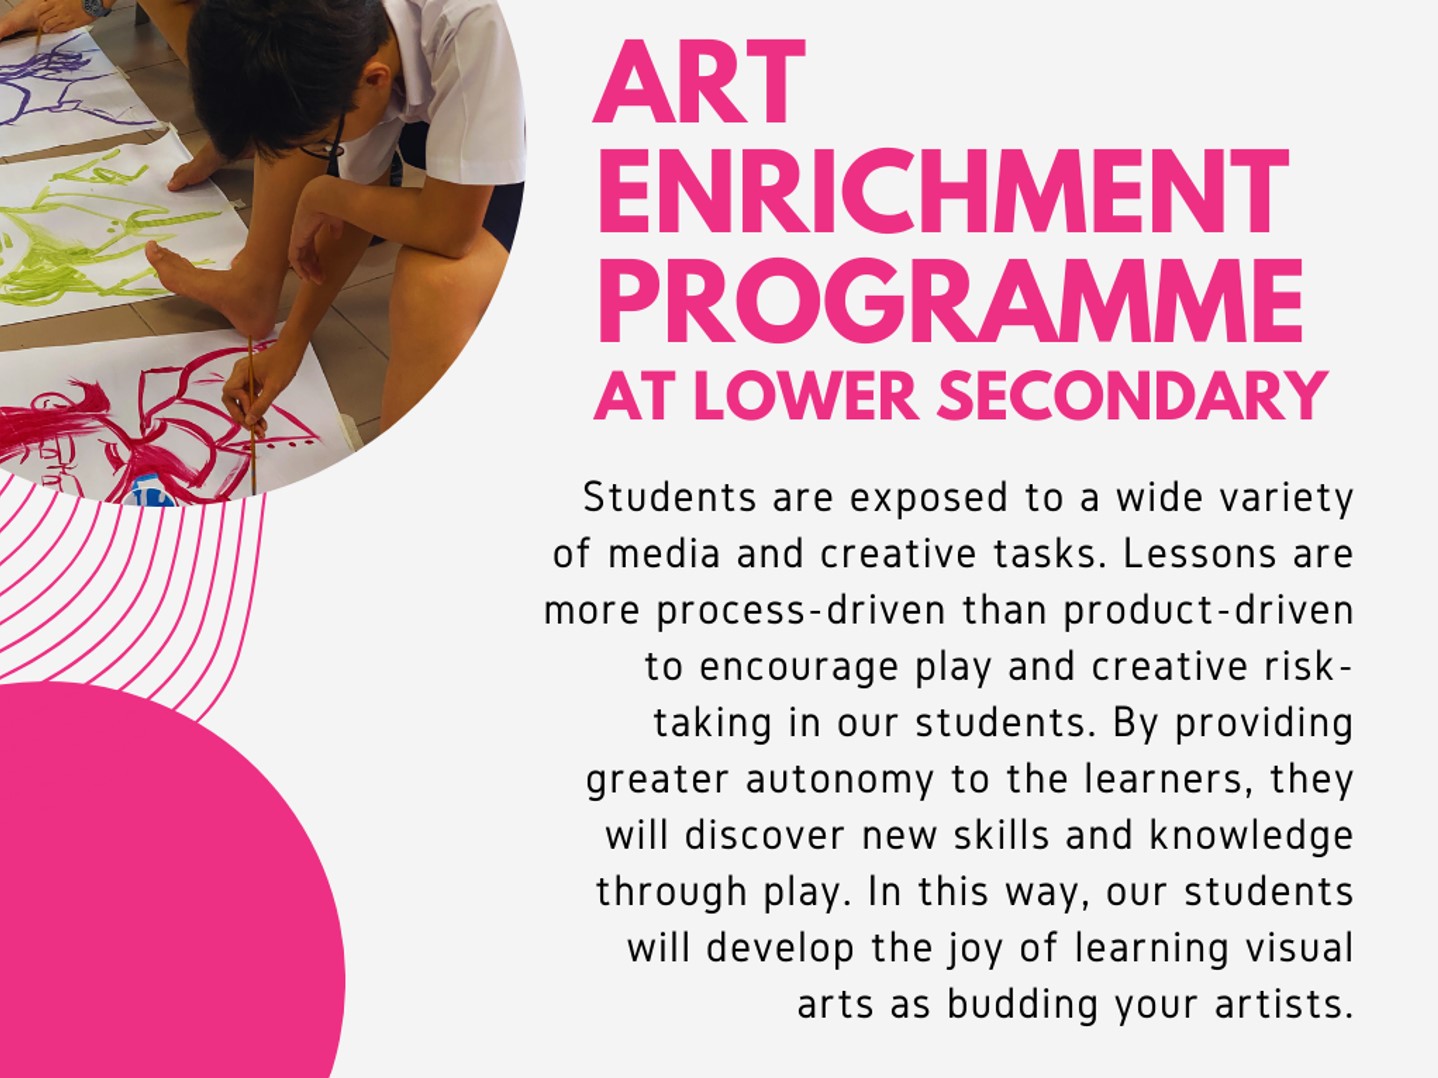 ART
ENRICHMENT
PROGRAMME
AT LOWER SECONDARY
Students are exposed to a wide variety
of media and creative tasks. Lessons are
more process-driven than product-driven
to encourage play and creative risk-
taking in our students. By providing
greater autonomy to the learners, they
will discover new skills and knowledge
through play. In this way, our students
will develop the joy of learning visual
arts as budding your artists.